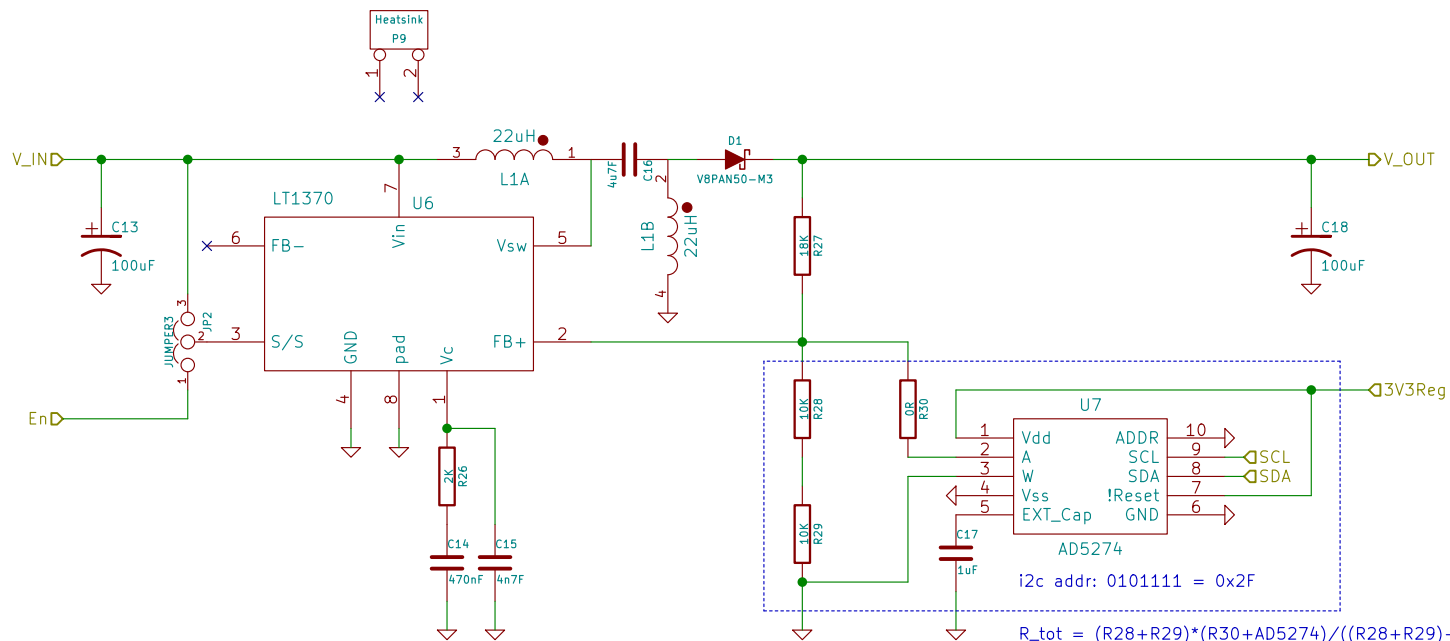 Heatsink
P9
1
2
V_IN
22uH
3
1
L1A
4u7F
C16
D1
V8PAN50-M3
V_OUT
2
L1B
22uH
4
C13
100uF
LT1370
U6
7
Vin
6
FB-
Vsw
5
3
S/S
FB+
2
GND
pad
Vc
4
8
1
3
2
1
JP2
JUMPER3
En
18K
R27
C18
100uF
2K
R26
C14
470nF
C15
4n7F
10K
R28
0R
R30
10K
R29
3V3Reg
U7
1
Vdd
ADDR
10
2
A
SCL
9
SCL
3
W
SDA
8
SDA
4
Vss
!Reset
7
5
EXT_Cap
GND
6
AD5274
C17
1uF
i2c addr: 0101111 = 0x2F
R_tot = (R28+R29)*(R30+AD5274)/((R28+R29)